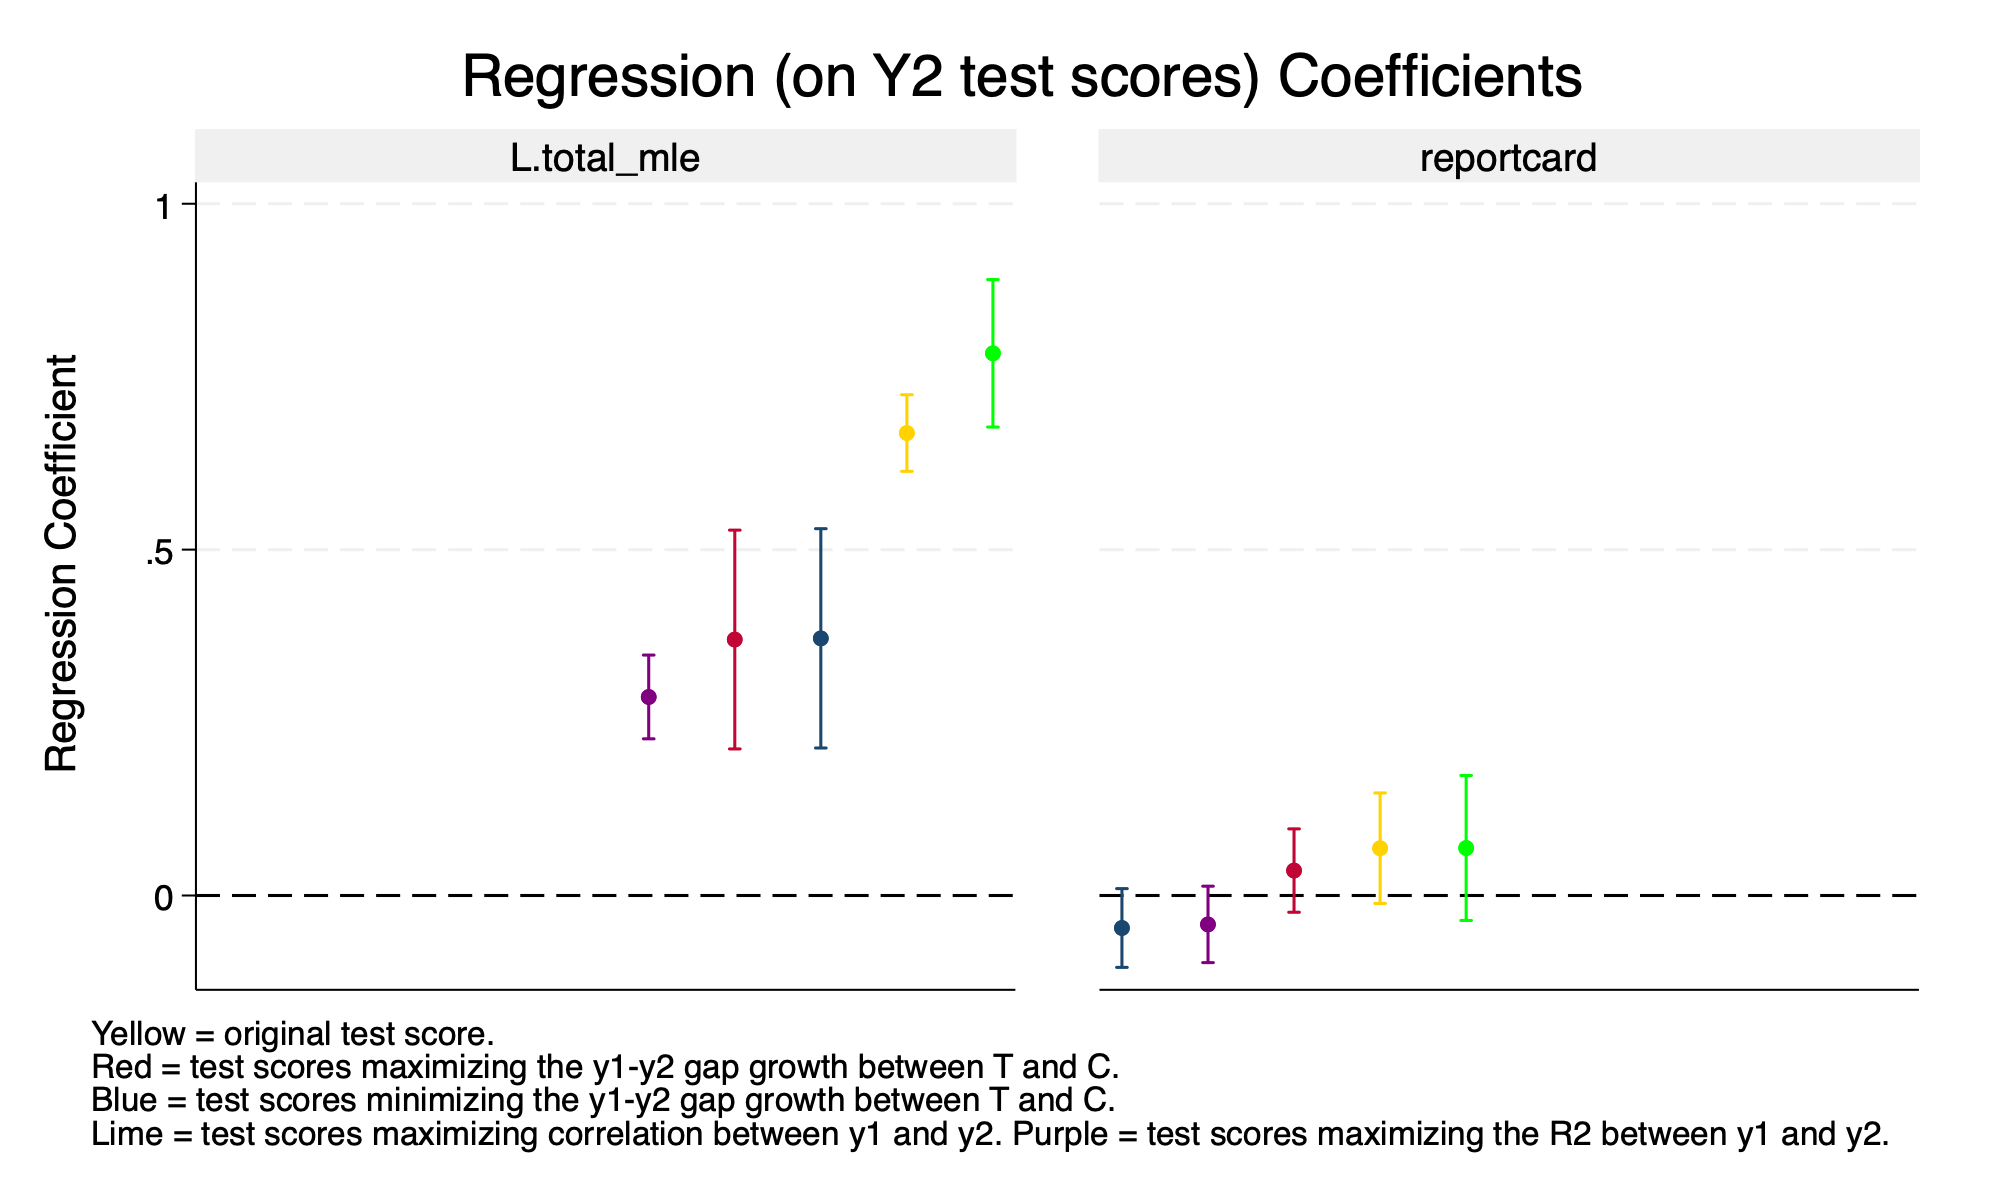 Regression (on Y2 test scores) Coefficients
L.total_mle
reportcard
Regression Coefficient
1
.5
0
Yellow = original test score.
Red = test scores maximizing the y1-y2 gap growth between T and C.
Blue = test scores minimizing the y1-y2 gap growth between T and C.
Lime = test scores maximizing correlation between y1 and y2. Purple = test scores maximizing the R2 between y1 and y2.